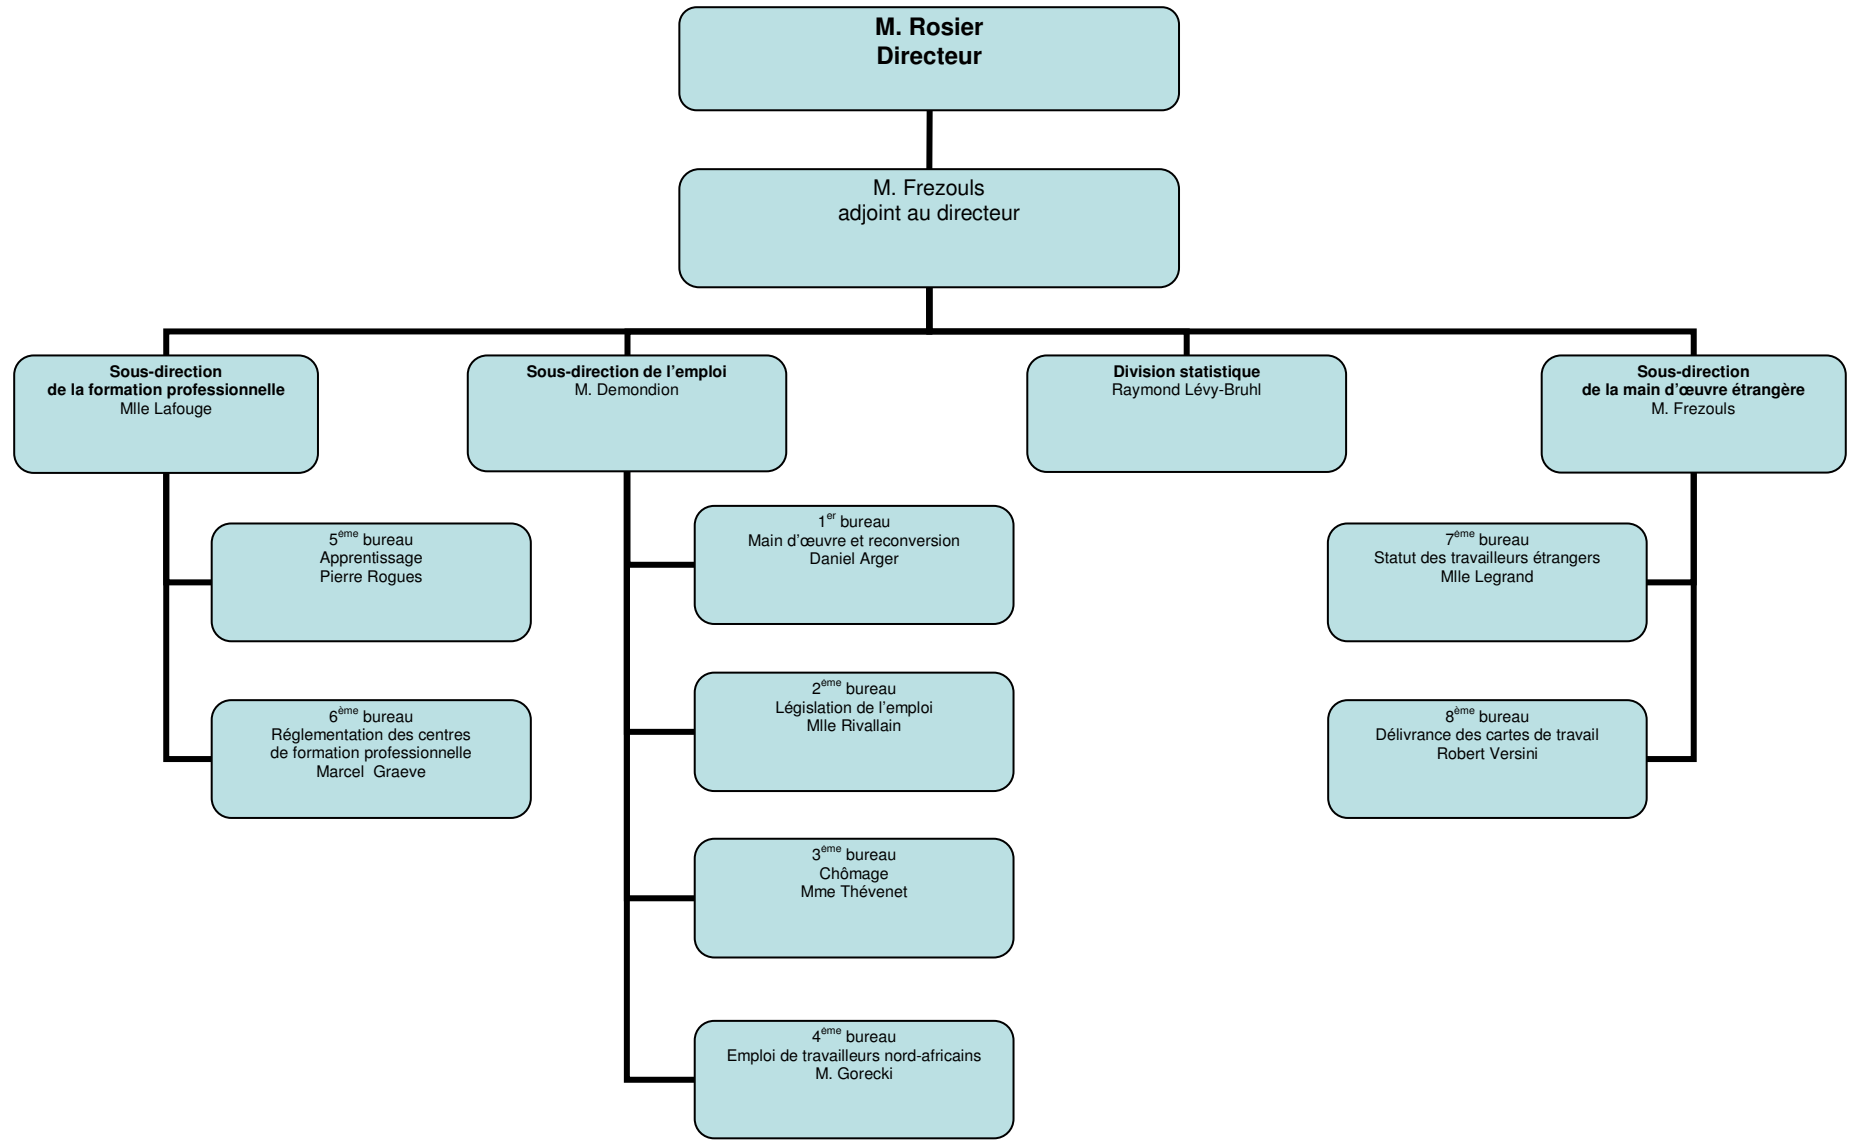 M. Rosier
Directeur
M. Frezouls
adjoint au directeur
Sous-direction
de la formation professionnelle
Mlle Lafouge
Sous-direction de l'emploi
M. Demondion
Division statistique
Raymond Lévy-Bruhl
Sous-direction
de la main d'œuvre étrangère
M. Frezouls
5ème bureau
Apprentissage
Pierre Rogues
6ème bureau
Réglementation des centres
de formation professionnelle
Marcel  Graeve
1er bureau
Main d'œuvre et reconversion
Daniel Arger
2ème bureau
Législation de l'emploi
Mlle Rivallain
3ème bureau
Chômage
Mme Thévenet
4ème bureau
Emploi de travailleurs nord-africains
M. Gorecki
7ème bureau
Statut des travailleurs étrangers
Mlle Legrand
8ème bureau
Délivrance des cartes de travail
Robert Versini